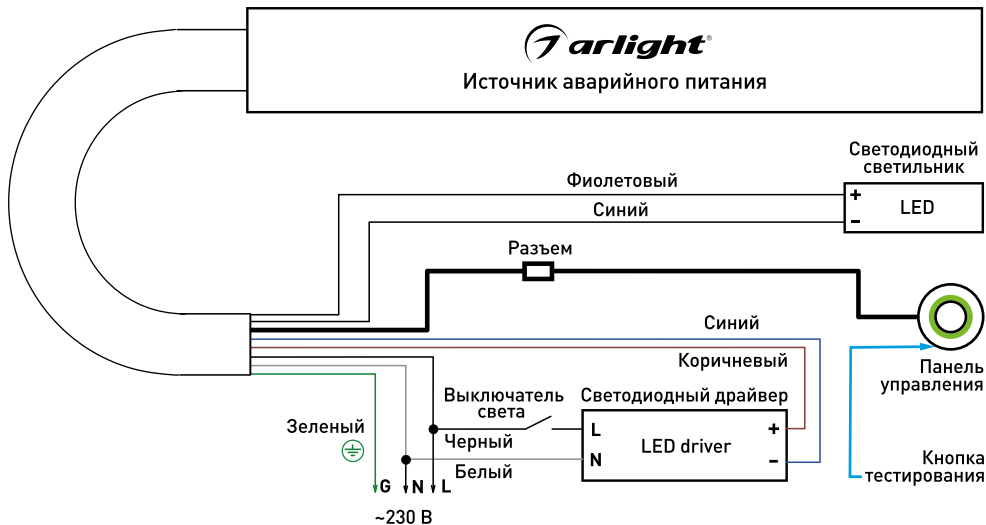 arlight®
Источник аварийного питания
Светодиодный
светильник
Фиолетовый
+
LED
Синий
-
Разъем
Синий
Коричневый
Панель
управления
Выключатель
света
Светодиодный драйвер
Зеленый
L
+
Черный
LED driver
N
-
Белый
Кнопка
тестирования
G
N
L
~230 В